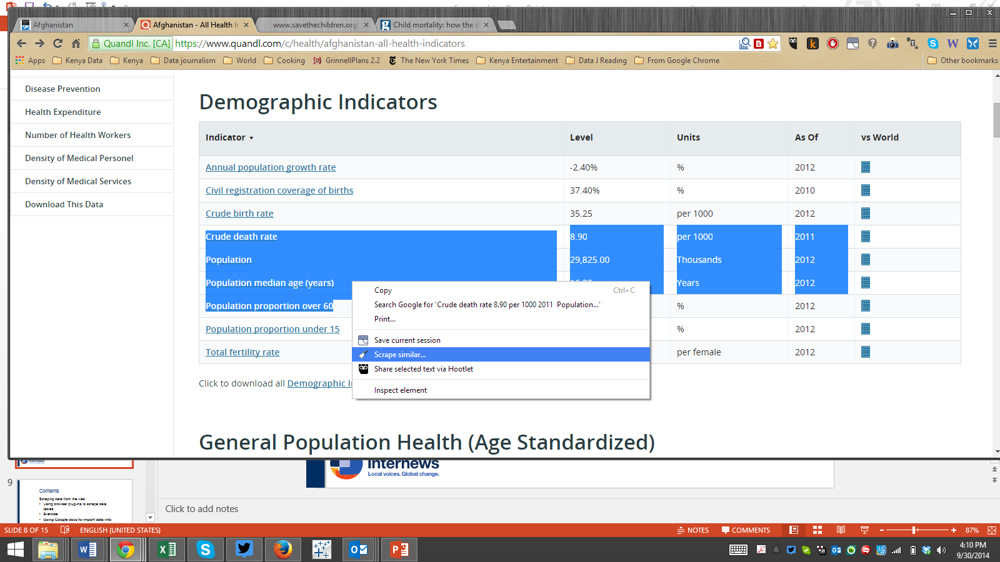 Afghanistan
Afghanistan - All Health I
www.savethechildren.org
Child mortality: how the d
Quandl Inc. [CA]
https://www.quandl.com/c/health/afghanistan-all-health-indicators
Apps
Kenya Data
Kenya
Data journalism
World
Cooking
GrinnellPlans 2.2
The New York Times
Kenya Entertainment
Data J Reading
From Google Chrome
Other bookmarks
Disease Prevention
Health Expenditure
Number of Health Workers
Density of Medical Personel
Density of Medical Services
Download This Data
Demographic Indicators
Indicator Level Units As Of vs World
Annual population growth rate -2.40% % 2012
Civil registration coverage of births 37.40% % 2010
Crude birth rate 35.25 per 1000 2012
Crude death rate 8.90 per 1000 2011
Population 29,825.00 Thousands 2012
Population median age (years) Years 2012
Population proportion over 60 % 2012
Population proportion under 15 % 2012
Total fertility rate per female 2012
Copy Ctrl+C
Search Google for 'Crude death rate 8.90 per 1000 2011 Population...'
Print...
Save current session
Scrape similar...
Share selected text via Hootlet
Inspect element
Click to download all Demographic I
General Population Health (Age Standardized)
Internews
Local voices. Global change.
9
Contents
Scraping data from the web
• Using browser plug-ins to scrape data
tables
• Exercise
• Using Google docs to import data into
Click to add notes
SLIDE 8 OF 15
ENGLISH (UNITED STATES)
NOTES
COMMENTS
87%
4:10 PM
9/30/2014